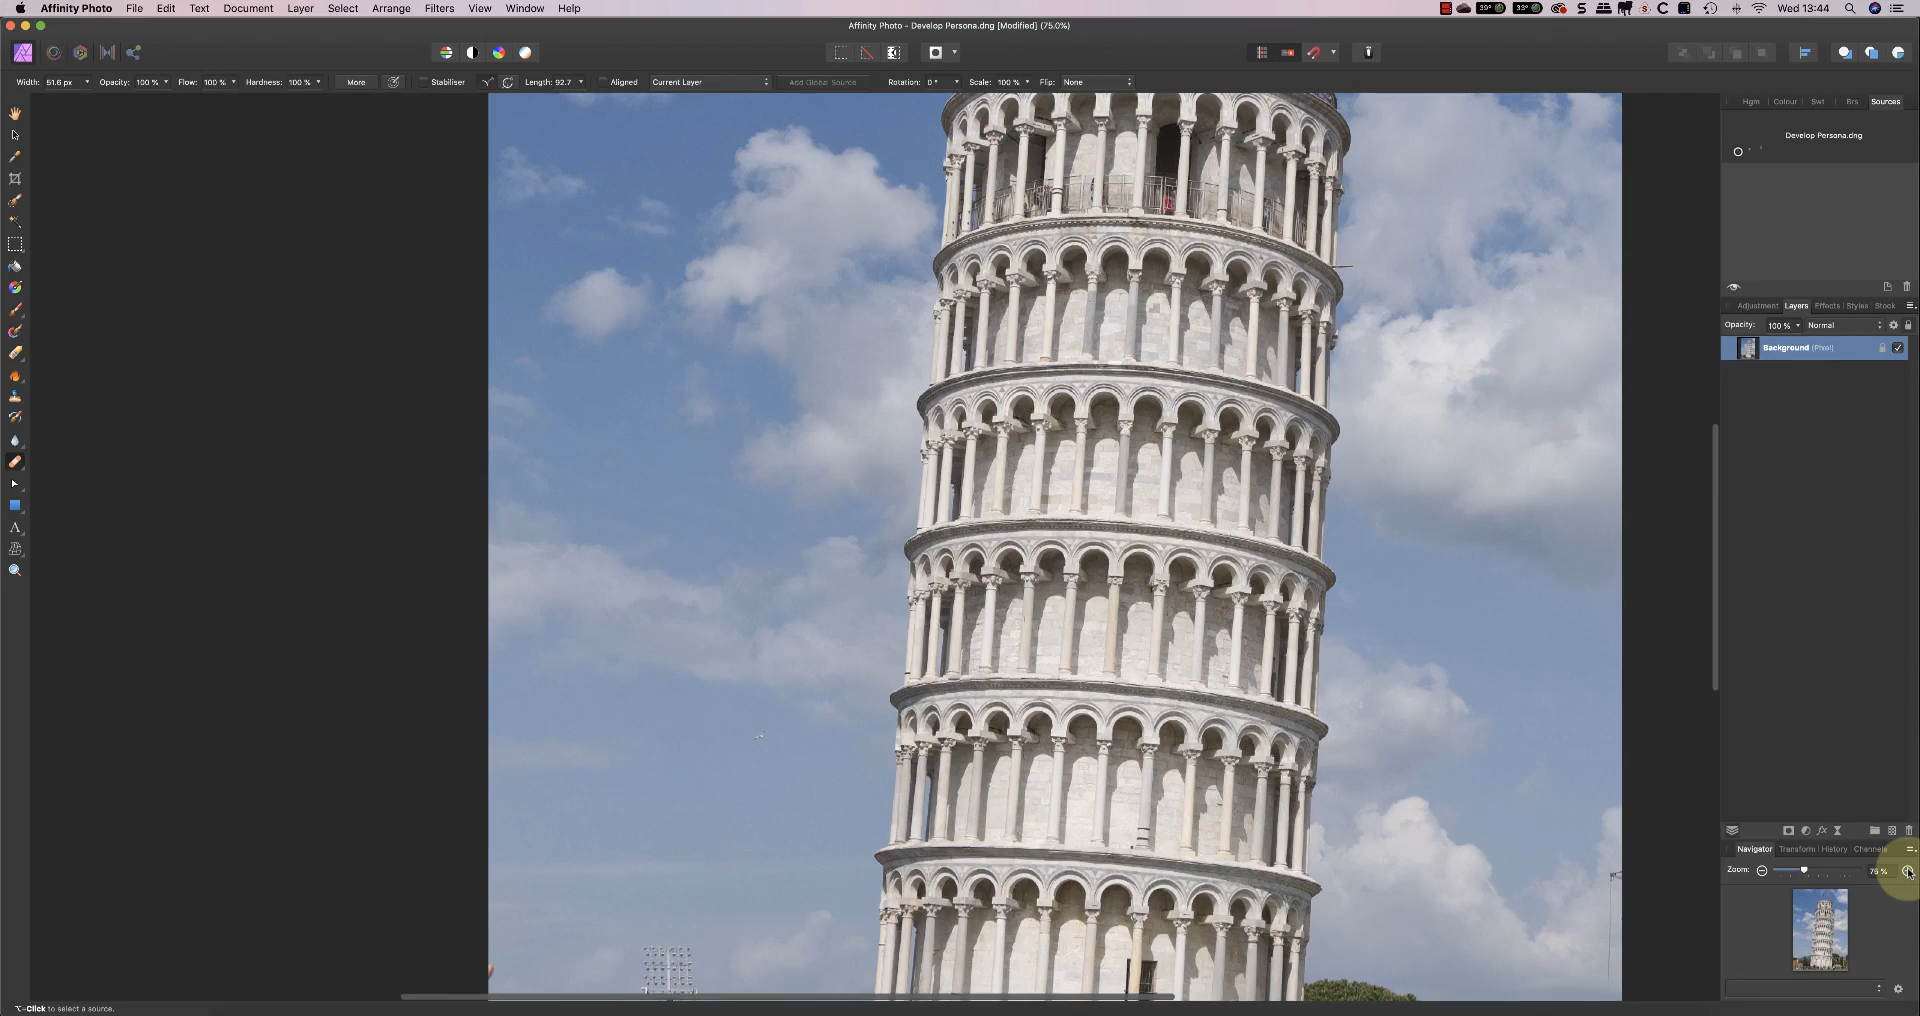 Affinity Photo File Edit Text Document Layer Select Arrange Filters View Window Help 39° 33° S C Wed 13:44
Affinity Photo - Develop Persona.dng [Modified] (75.0%)
Width: 51.6 px Opacity: 100 % Flow: 100 % Hardness: 100 % More Stabiliser Length: 92.7 Aligned Current Layer Add Global Source Rotation: 0 ° Scale: 100 % Flip: None
Hgm Colour Swt Brs Sources
Develop Persona.dng
Adjustment Layers Effects Styles Stock
Opacity: 100 % Normal
Background (Pixel)
Navigator Transform History Channels
Zoom: 75 %
⌥-Click to select a source.